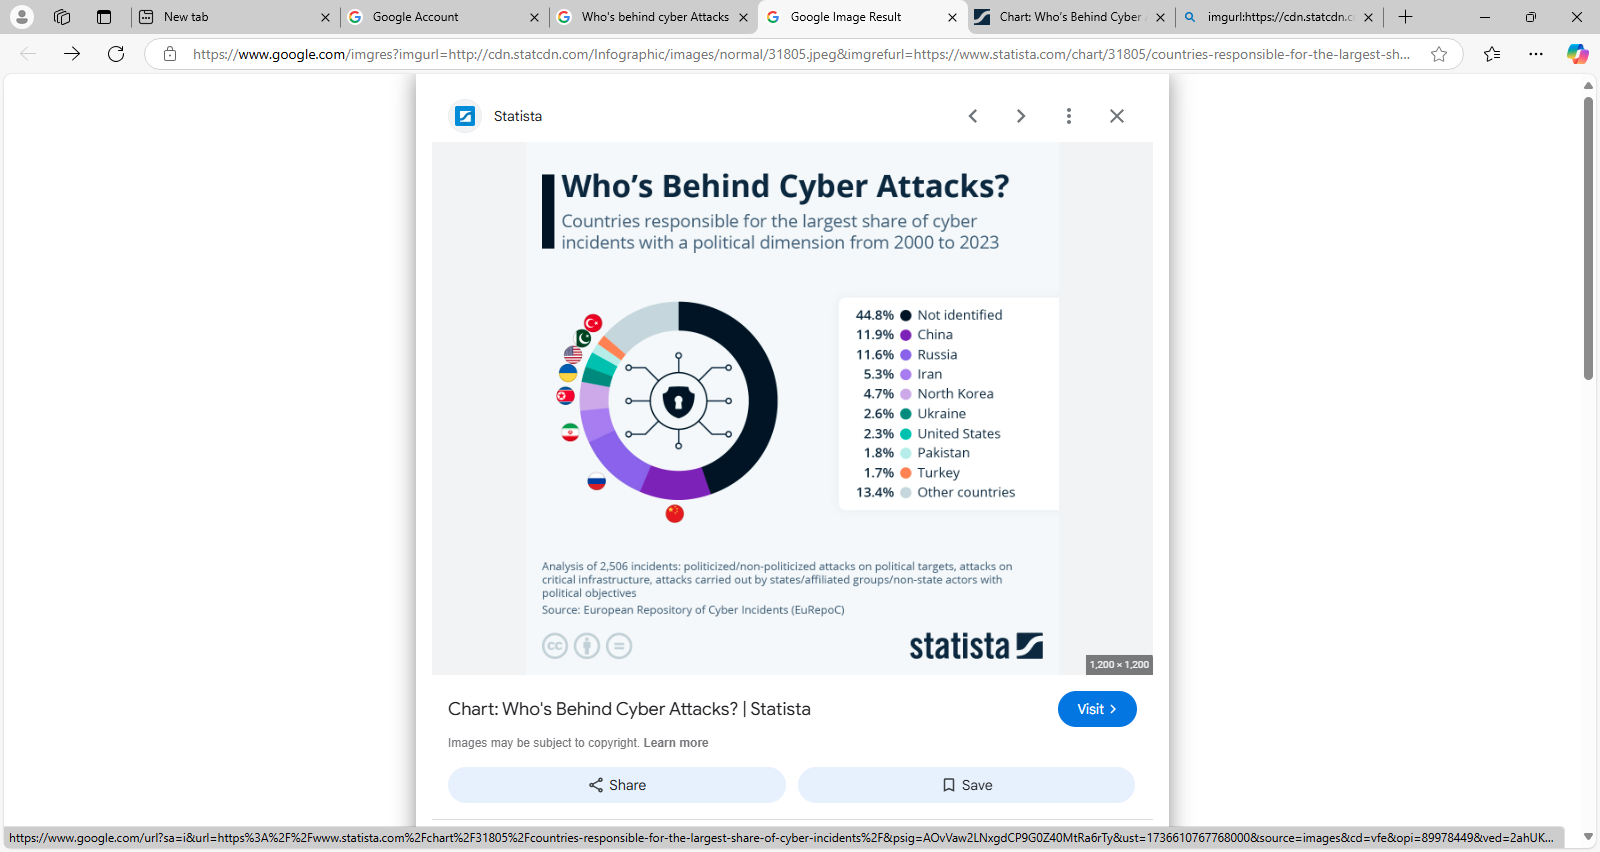 New tab
Google Account
Who's behind cyber Attacks
Google Image Result
Chart: Who's Behind Cyber
imgurl:https://cdn.statcdn.c
https://www.google.com/imgres?imgurl=http://cdn.statcdn.com/Infographic/images/normal/31805.jpeg&imgrefurl=https://www.statista.com/chart/31805/countries-responsible-for-the-largest-sh...
Statista
Who's Behind Cyber Attacks?
Countries responsible for the largest share of cyber
incidents with a political dimension from 2000 to 2023
44.8% Not identified
11.9% China
11.6% Russia
5.3% Iran
4.7% North Korea
2.6% Ukraine
2.3% United States
1.8% Pakistan
1.7% Turkey
13.4% Other countries
Analysis of 2,506 incidents: politicized/non-politicized attacks on political targets, attacks on
critical infrastructure, attacks carried out by states/affiliated groups/non-state actors with
political objectives
Source: European Repository of Cyber Incidents (EuRepoC)
cc
statista
1,200 × 1,200
Chart: Who's Behind Cyber Attacks? | Statista
Visit
Images may be subject to copyright. Learn more
Share
Save
https://www.google.com/url?sa=i&url=https%3A%2F%2Fwww.statista.com%2Fchart%2F31805%2Fcountries-responsible-for-the-largest-share-of-cyber-incidents%2F&psig=AOvVaw2LNxgdCP9G0Z40MtRa6rTy&ust=1736610767768000&source=images&cd=vfe&opi=89978449&ved=2ahUK...